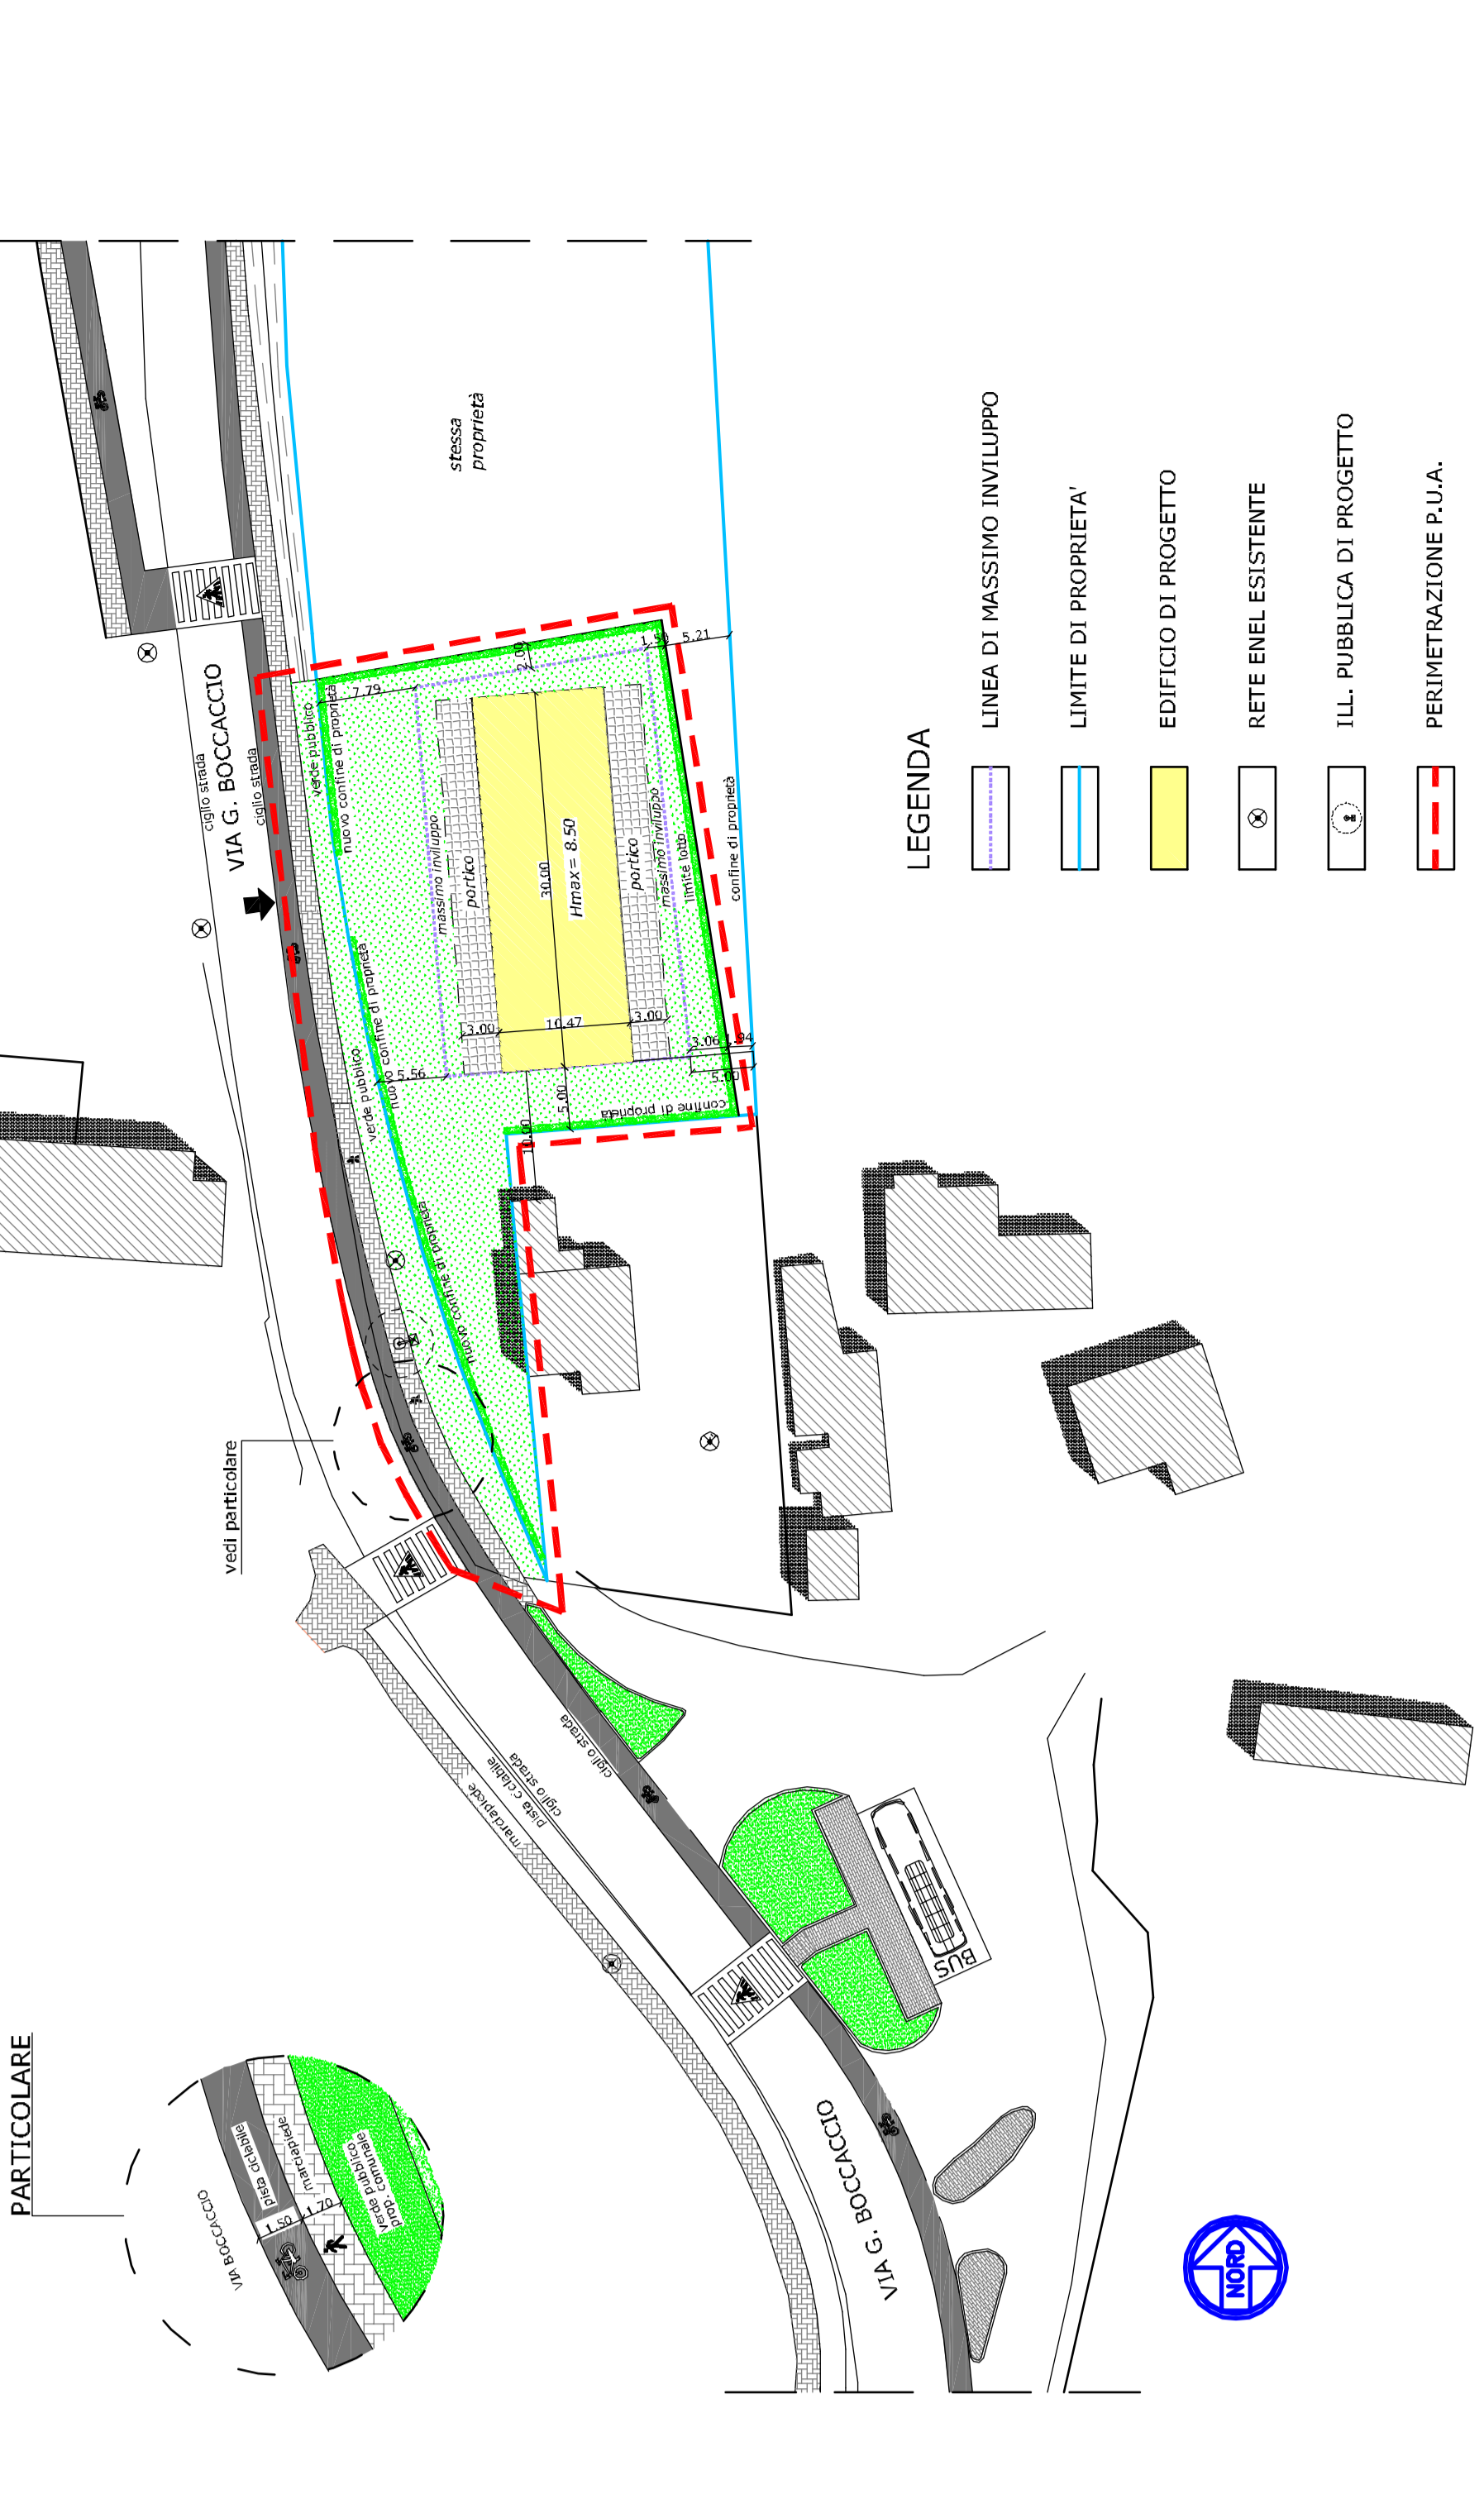 VIA G. BOCCACCIO
ciglio strada
ciglio strada
stessa
proprietà
verde pubblico
nuovo confine di proprietà
7.79
2.00
1.50
5.21
massimo inviluppo
portico
30.00
Hmax= 8.50
portico
massimo inviluppo
limite lotto
confine di proprietà
3.00
10.47
3.00
3.06
1.94
5.00
5.56
verde pubblico
nuovo confine di proprietà
5.00
10.00
confine di proprietà
nuovo confine di proprietà
vedi particolare
ciglio strada
ciglio strada
pista ciclabile
marciapiede
BUS
VIA G. BOCCACCIO
PARTICOLARE
VIA BOCCACCIO
pista ciclabile
marciapiede
verde pubblico
prop. comunale
1.50
1.70
LEGENDA
LINEA DI MASSIMO INVILUPPO
LIMITE DI PROPRIETA'
EDIFICIO DI PROGETTO
RETE ENEL ESISTENTE
ILL. PUBBLICA DI PROGETTO
PERIMETRAZIONE P.U.A.
NORD